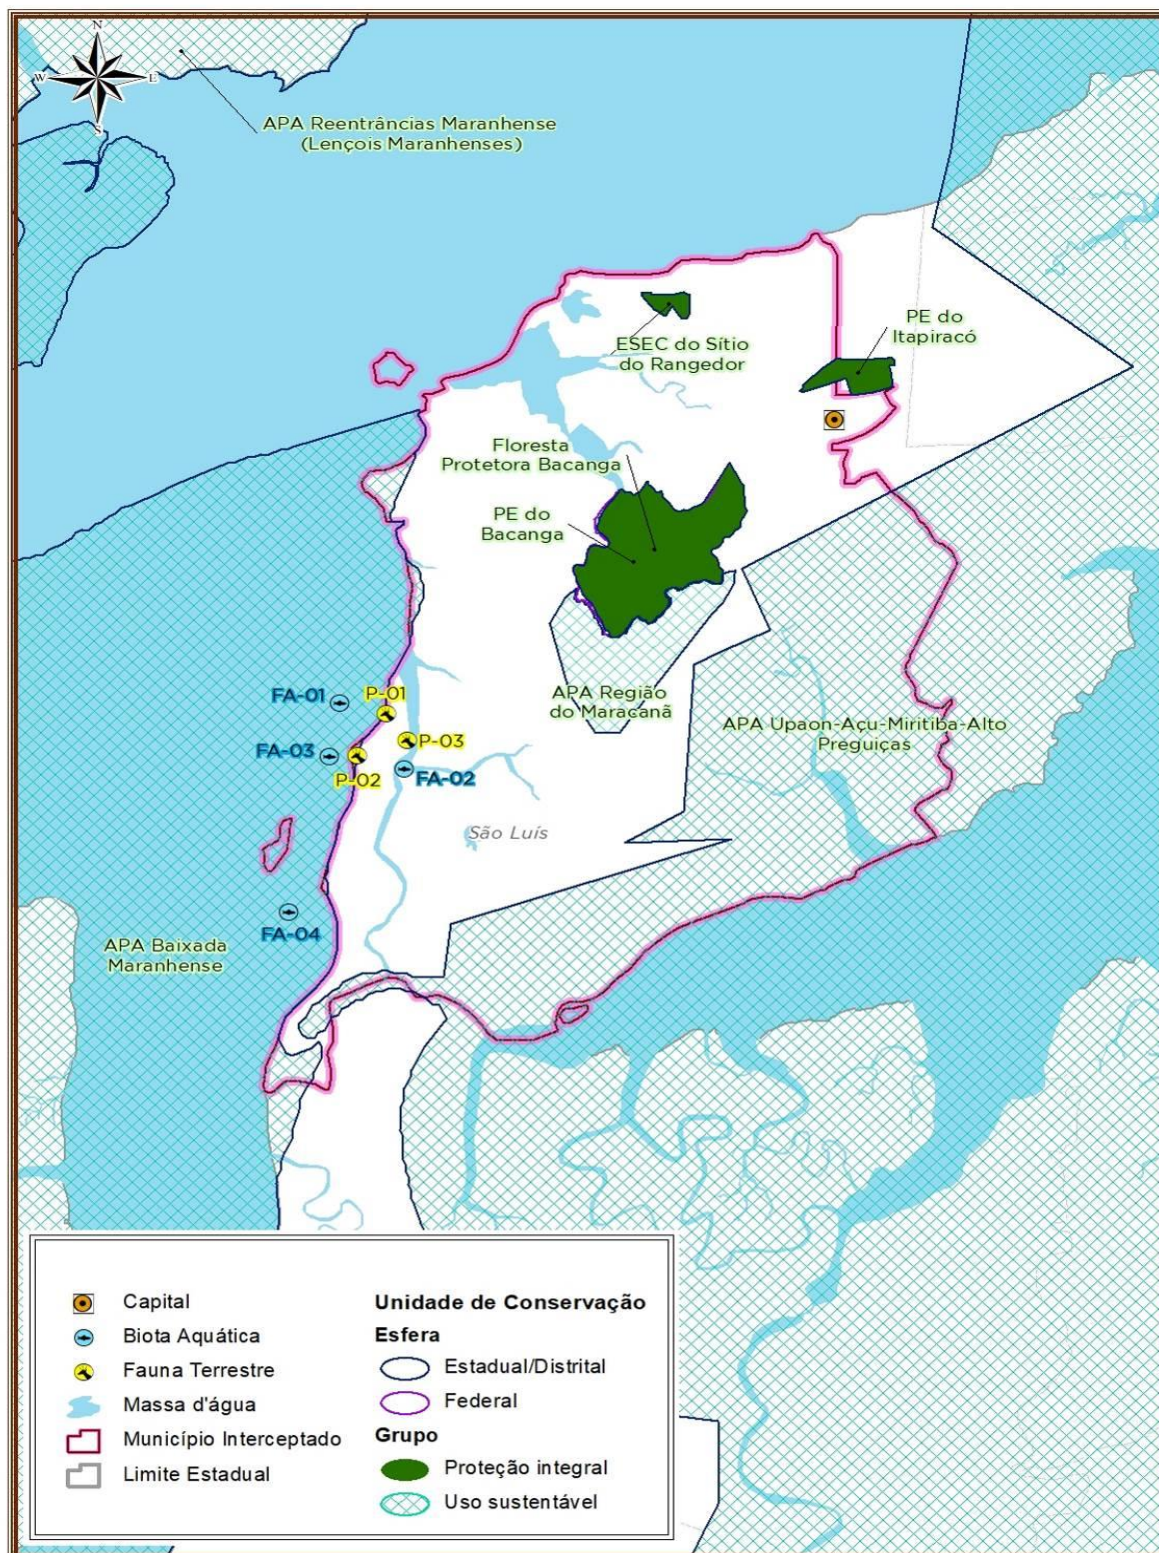 N
W
E
S
APA Reentrâncias Maranhense
(Lençois Maranhenses)
PE do
Itapiracó
ESEC do Sítio
do Rangedor
Floresta
Protetora Bacanga
PE do
Bacanga
FA-01
P-01
APA Região
do Maracanã
APA Upaon-Açu-Miritiba-Alto
Preguiças
P-03
FA-03
P-02
FA-02
São Luís
FA-04
APA Baixada
Maranhense
Capital
Biota Aquática
Fauna Terrestre
Massa d'água
Município Interceptado
Limite Estadual
Unidade de Conservação
Esfera
Estadual/Distrital
Federal
Grupo
Proteção integral
Uso sustentável